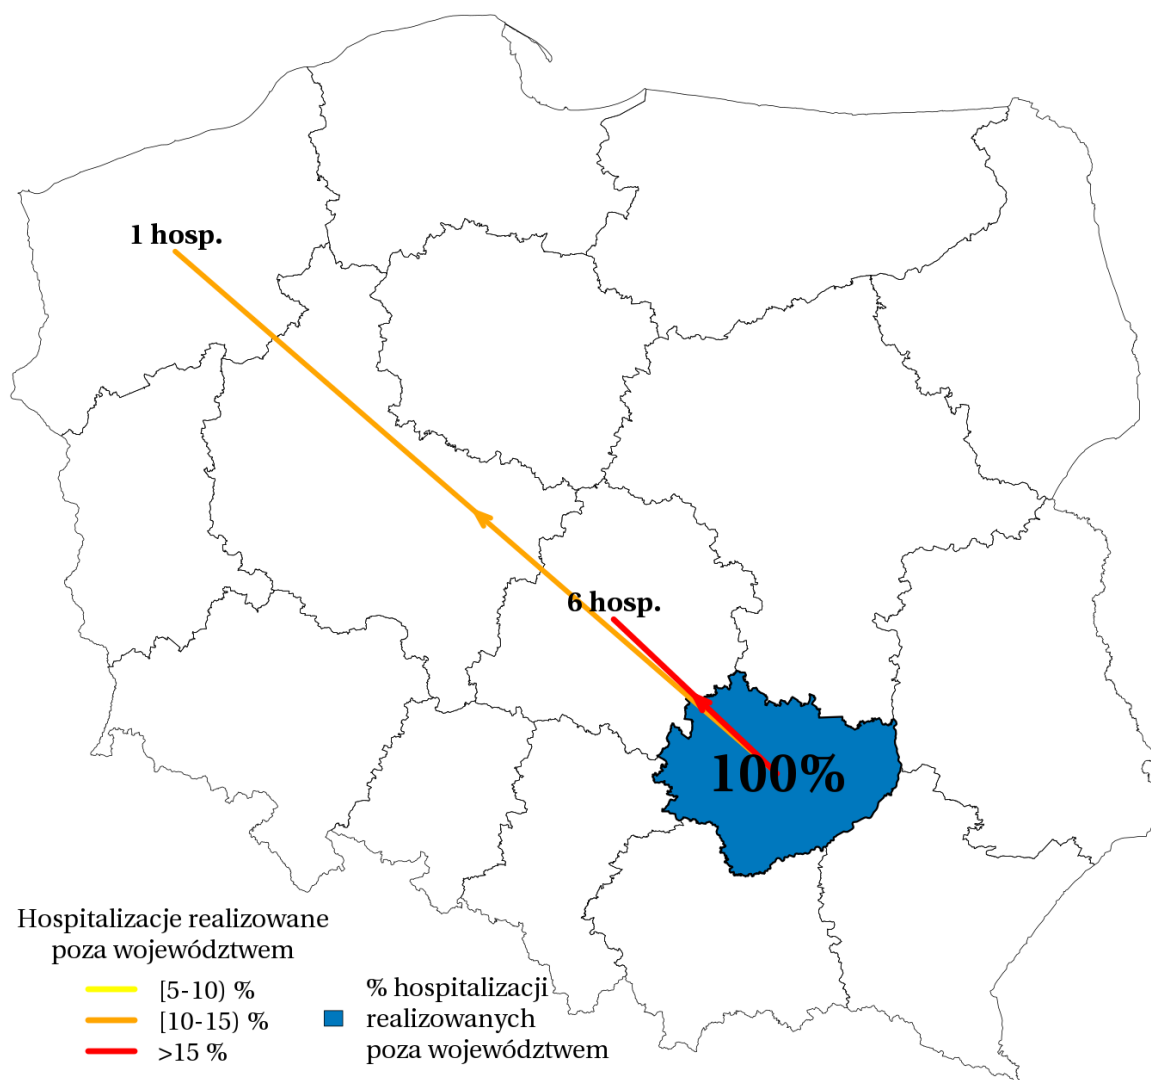 1 hosp.
6 hosp.
100%
Hospitalizacje realizowane
poza województwem
[5-10) %
[10-15) %
>15 %
% hospitalizacji
realizowanych
poza województwem